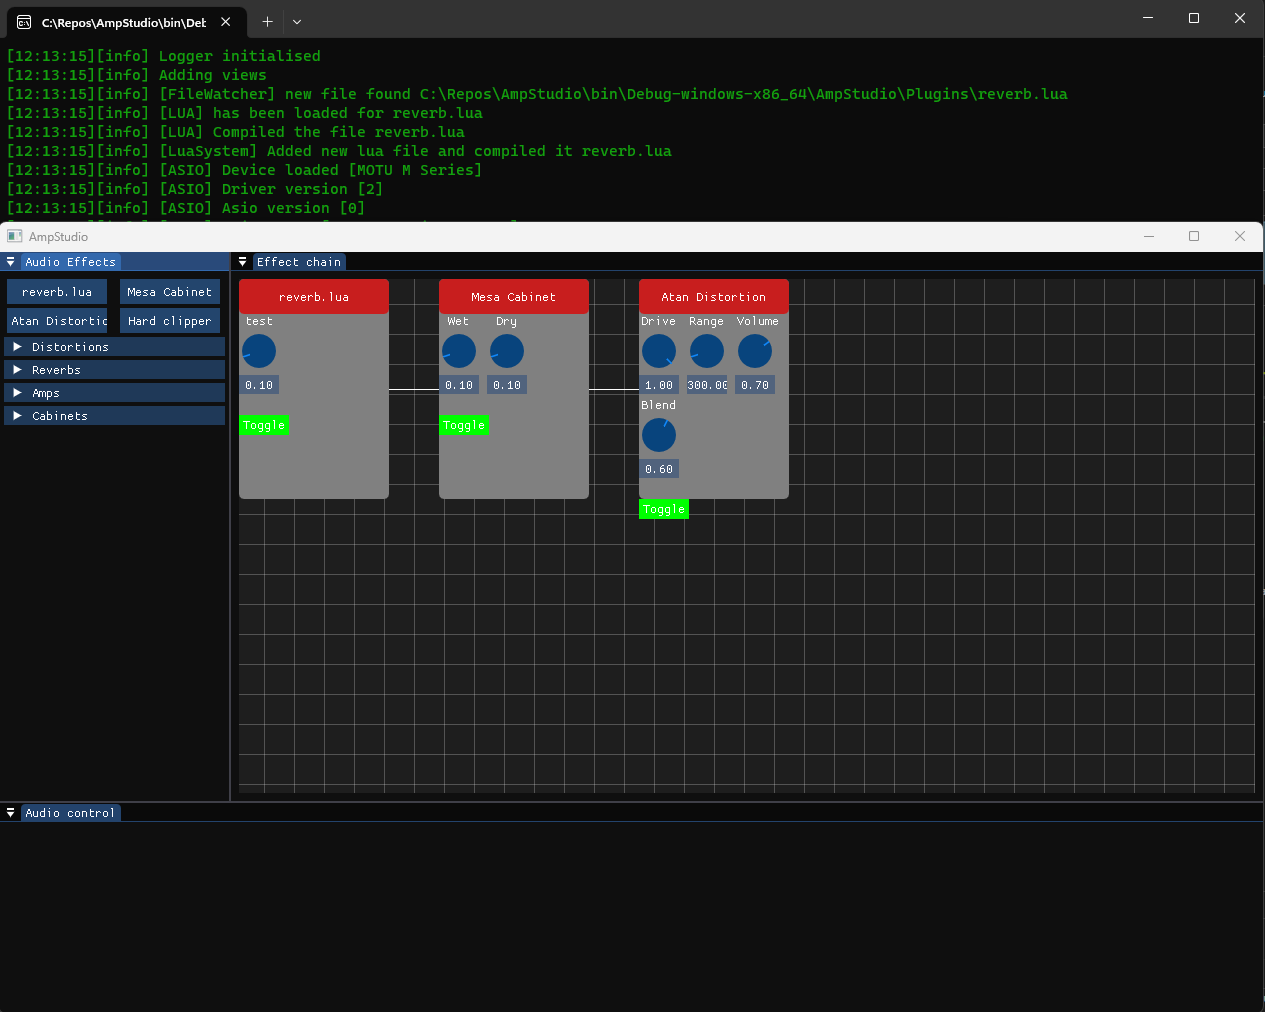 C:\Repos\AmpStudio\bin\Det
[12:13:15][info] Logger initialised
[12:13:15][info] Adding views
[12:13:15][info] [FileWatcher] new file found C:\Repos\AmpStudio\bin\Debug-windows-x86_64\AmpStudio\Plugins\reverb.lua
[12:13:15][info] [LUA] has been loaded for reverb.lua
[12:13:15][info] [LUA] Compiled the file reverb.lua
[12:13:15][info] [LuaSystem] Added new lua file and compiled it reverb.lua
[12:13:15][info] [ASIO] Device loaded [MOTU M Series]
[12:13:15][info] [ASIO] Driver version [2]
[12:13:15][info] [ASIO] Asio version [0]
AmpStudio
Audio Effects
reverb.lua Mesa Cabinet
Atan Distortic Hard clipper
Distortions
Reverbs
Amps
Cabinets
Effect chain
reverb.lua
test
0.10
Toggle
Mesa Cabinet
Wet Dry
0.10 0.10
Toggle
Atan Distortion
Drive Range Volume
1.00 300.00 0.70
Blend
0.60
Toggle
Audio control